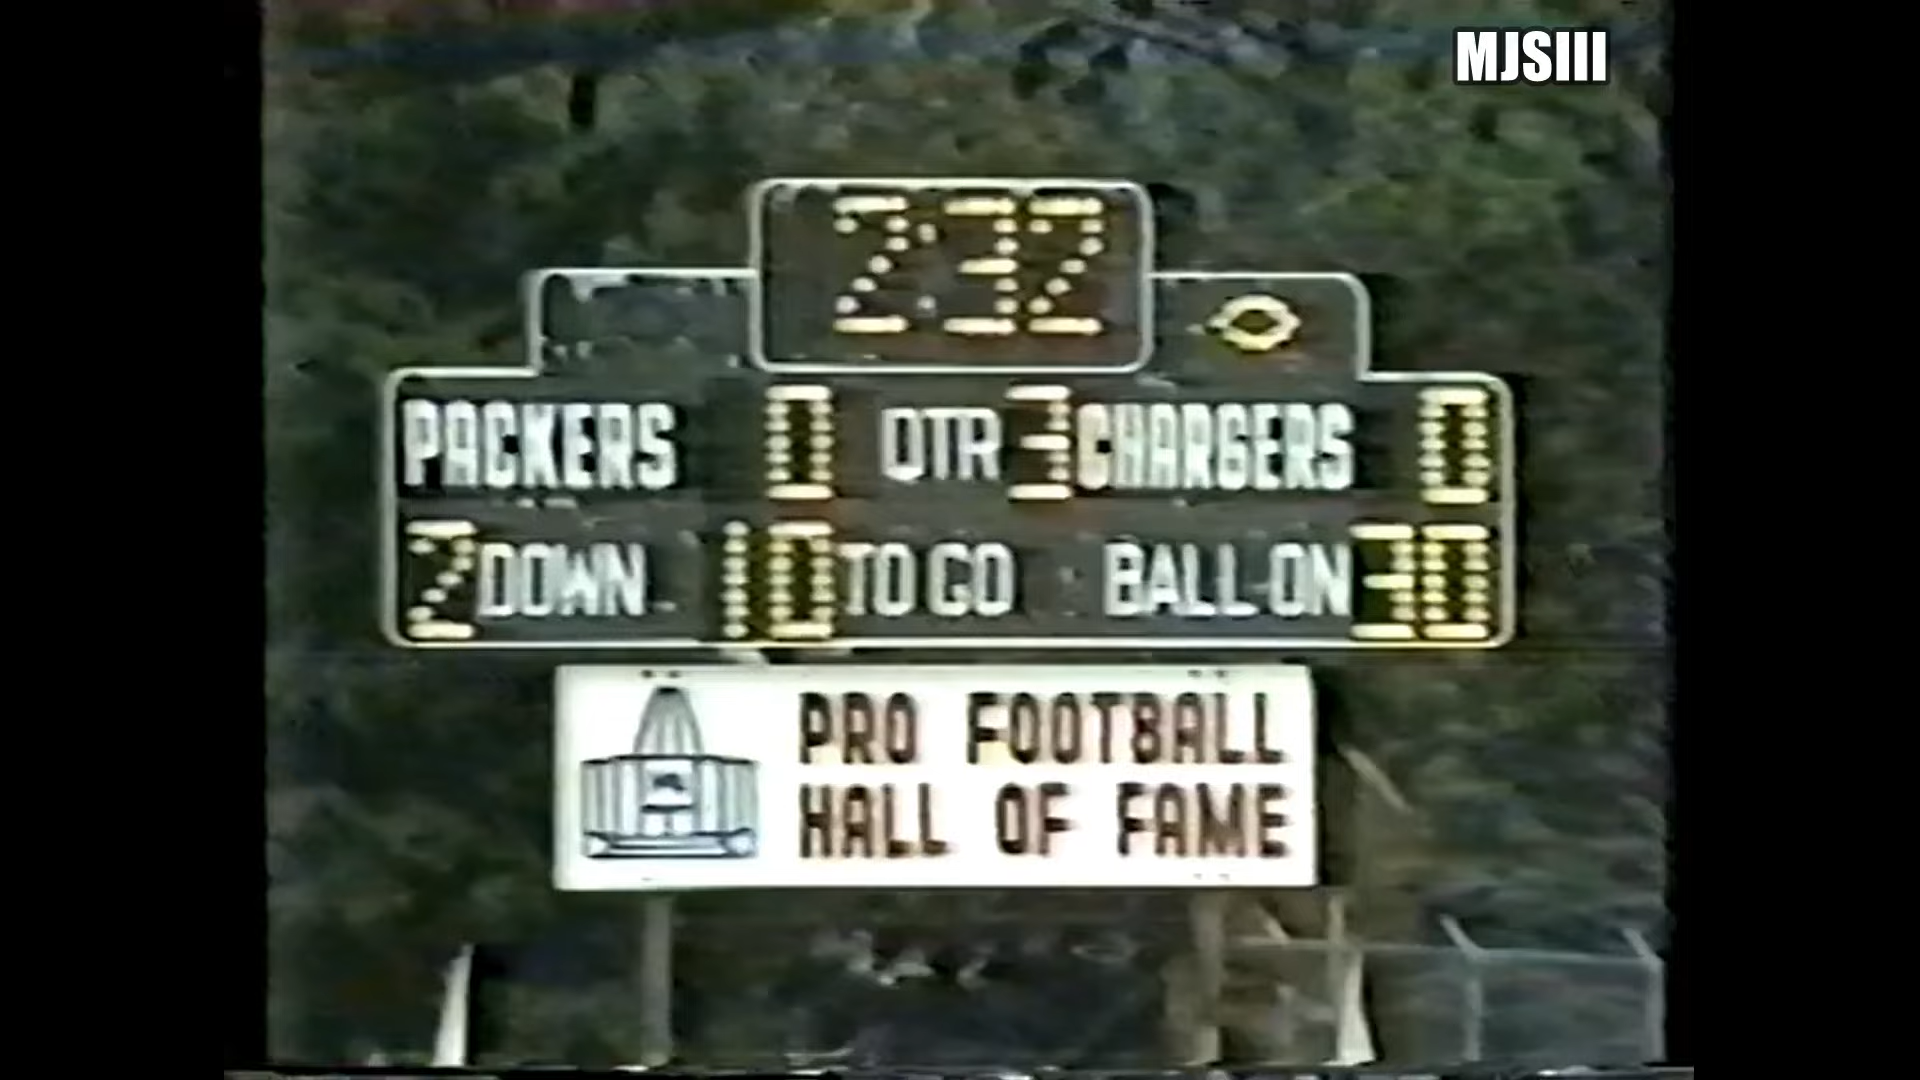 MJSIII
2:32
PACKERS 0 QTR 3 CHARGERS 0
2 DOWN 10 TO GO BALL ON 30
PRO FOOTBALL
HALL OF FAME